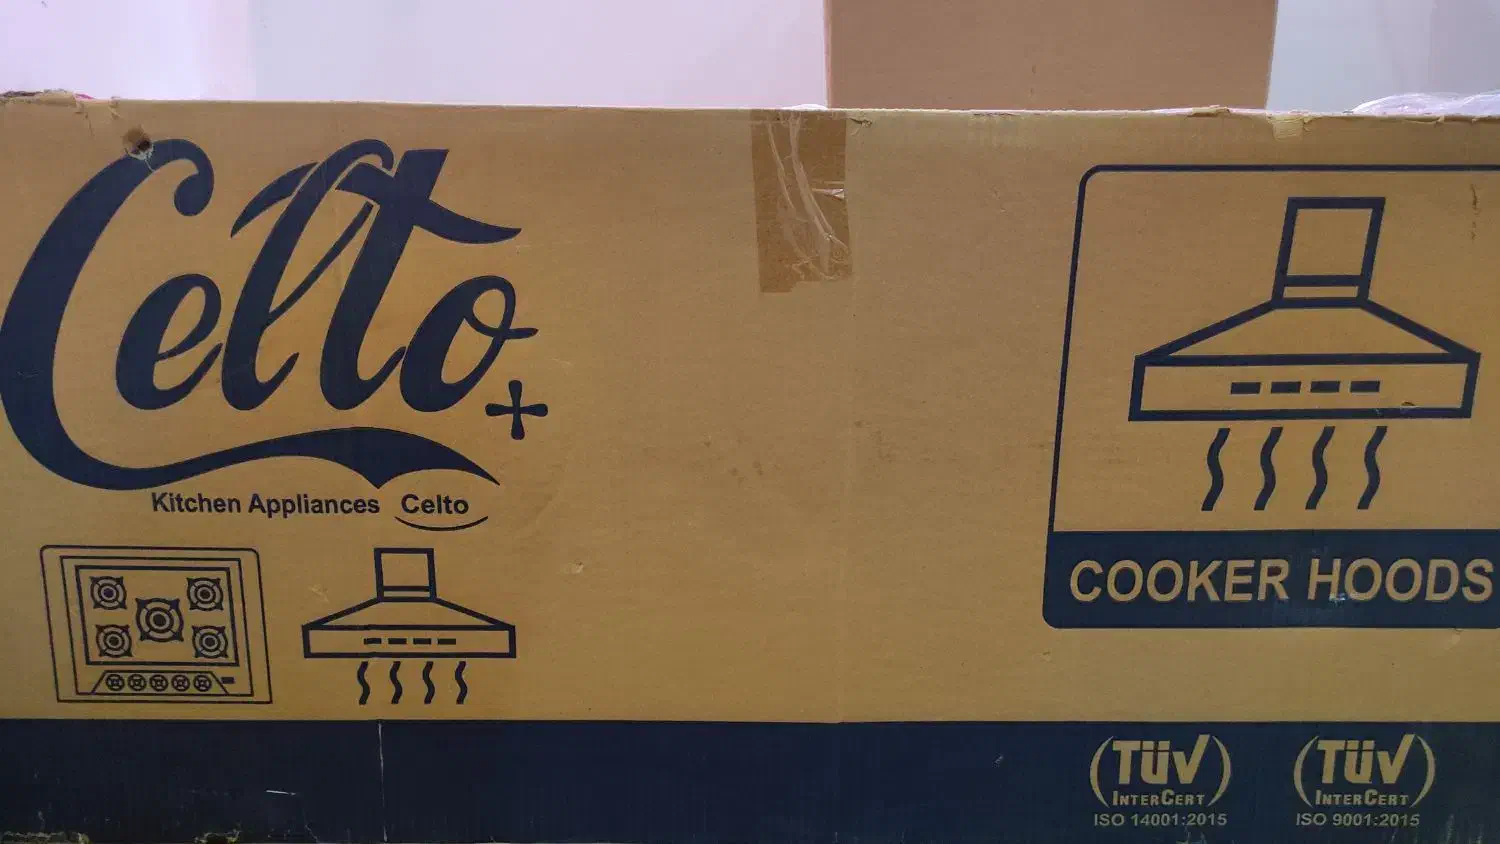 Celto+
Kitchen Appliances Celto
COOKER HOODS
TÜV
INTERCERT
ISO 14001:2015
TÜV
INTERCERT
ISO 9001:2015